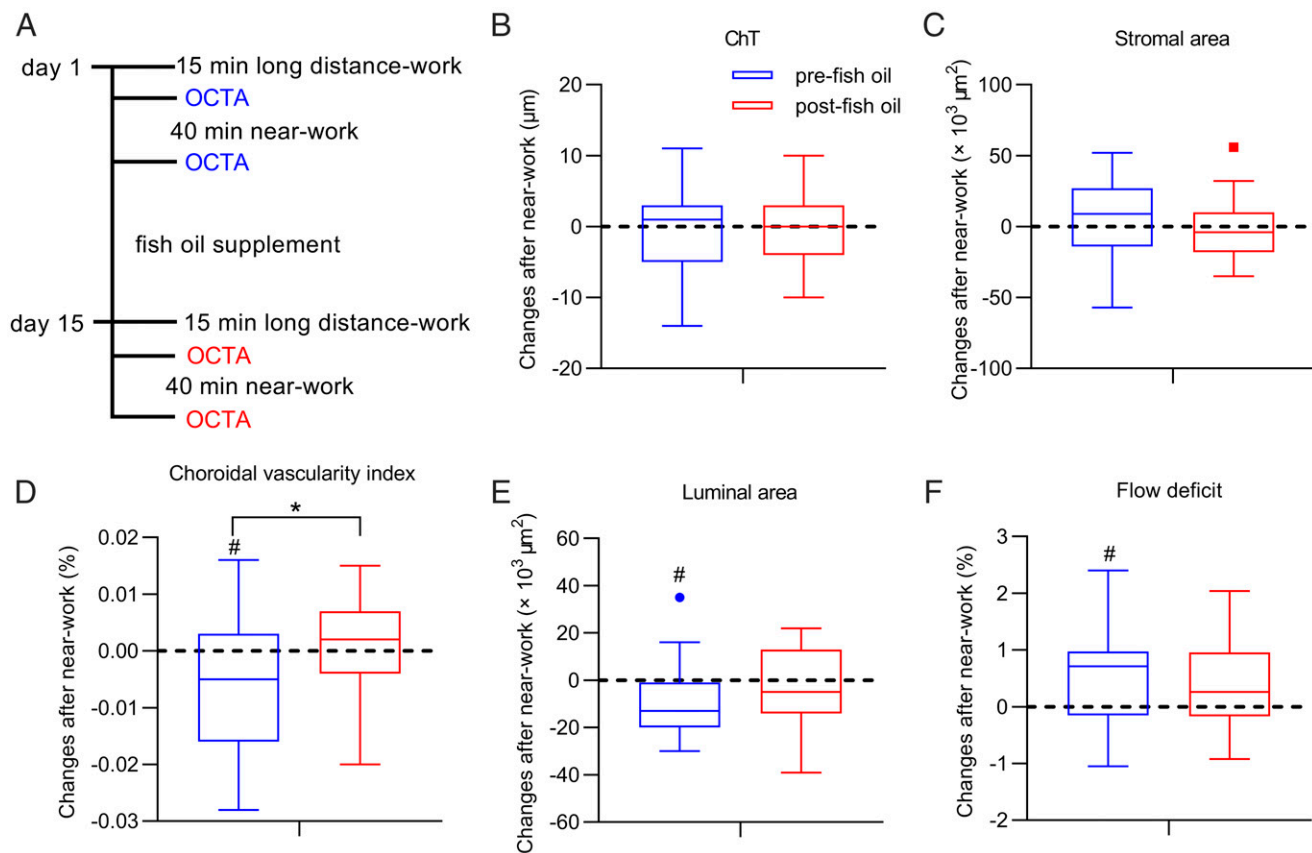 A
day 1
15 min long distance-work
OCTA
40 min near-work
OCTA
fish oil supplement
day 15
15 min long distance-work
OCTA
40 min near-work
OCTA
B
ChT
pre-fish oil
post-fish oil
Changes after near-work (μm)
20
10
0
-10
-20
C
Stromal area
Changes after near-work (× 10³ μm²)
100
50
0
-50
-100
D
Choroidal vascularity index
Changes after near-work (%)
0.02
0.01
0.00
-0.01
-0.02
-0.03
#
*
E
Luminal area
Changes after near-work (× 10³ μm²)
60
40
20
0
-20
-40
-60
#
F
Flow deficit
Changes after near-work (%)
3
2
1
0
-1
-2
#